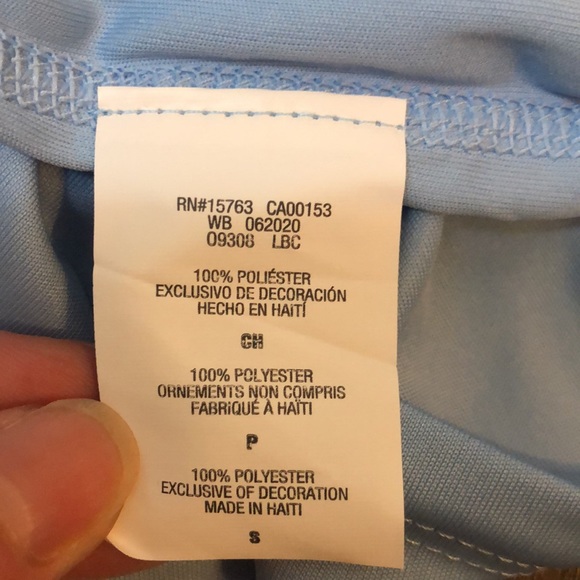 RN#15763 CA00153
WB 062020
09308 LBC
100% POLIÉSTER
EXCLUSIVO DE DECORACIÓN
HECHO EN HAITÍ
CH
100% POLYESTER
ORNEMENTS NON COMPRIS
FABRIQUÉ À HAÏTI
P
100% POLYESTER
EXCLUSIVE OF DECORATION
MADE IN HAITI
S